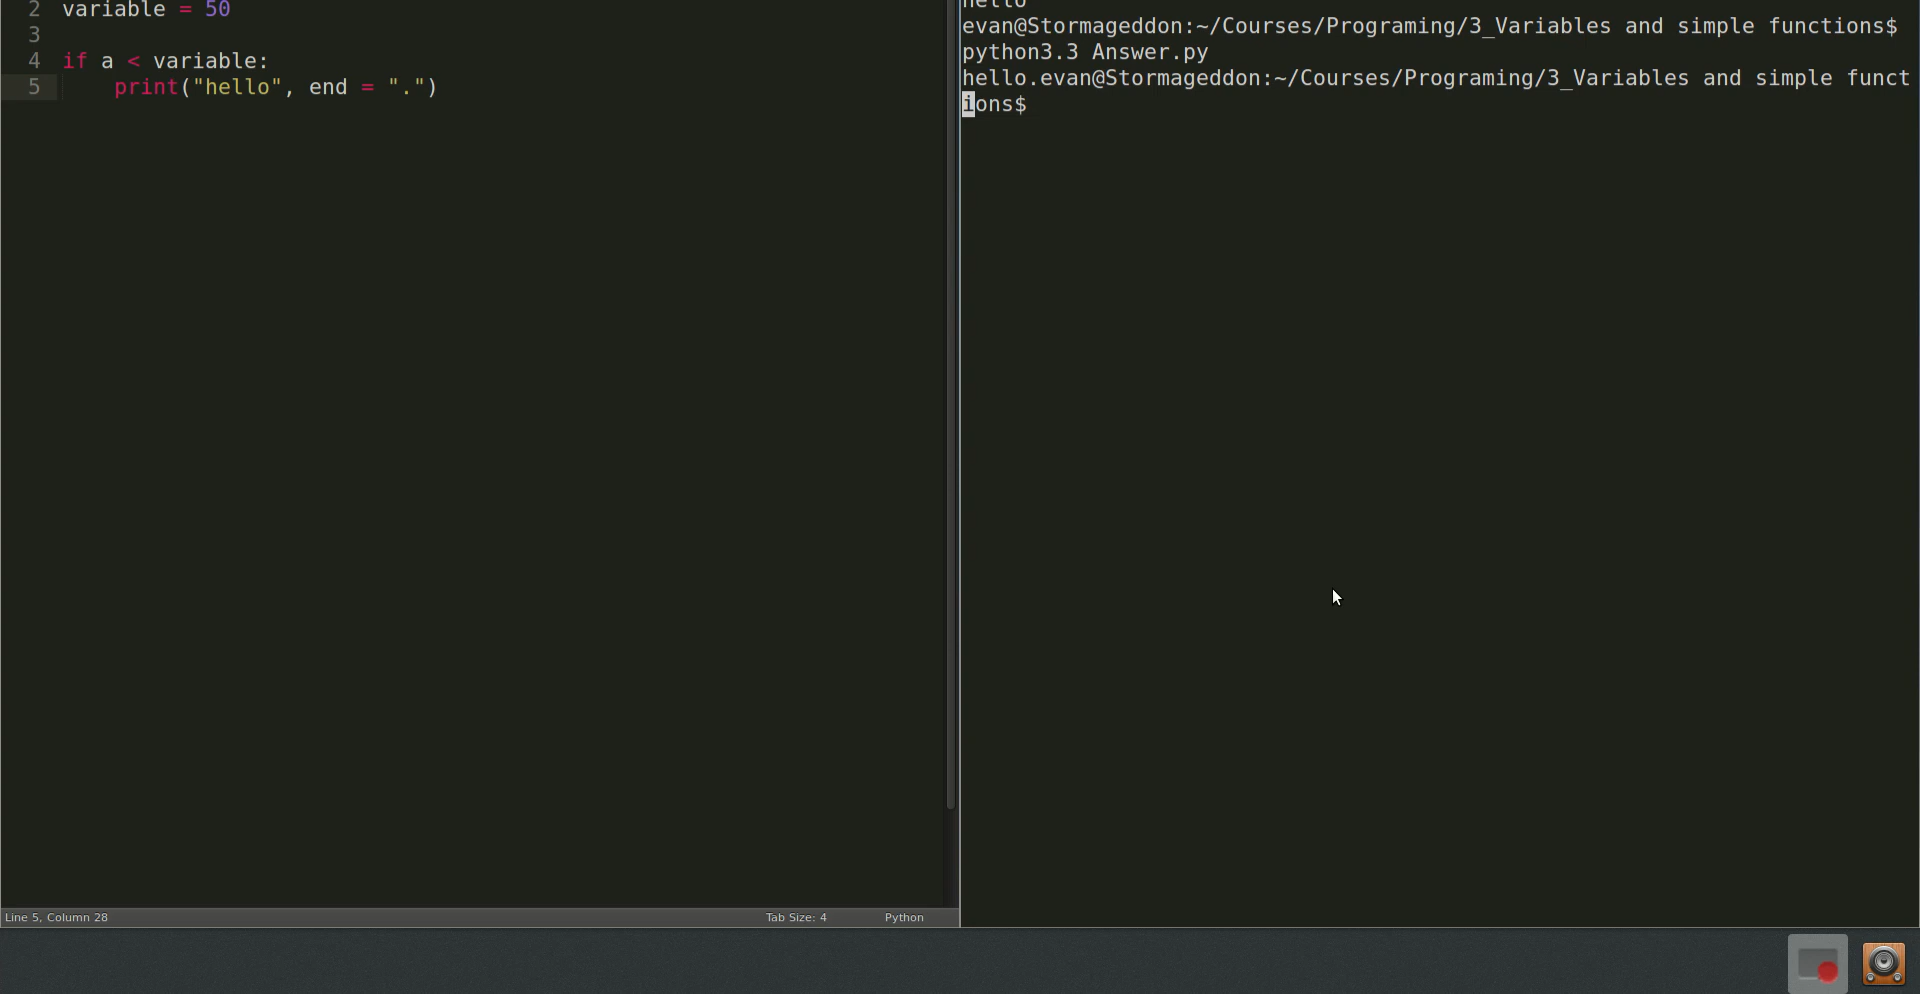 2 variable = 50
3
4 if a < variable:
5     print("hello", end = ".")
Line 5, Column 28
Tab Size: 4
Python
hello
evan@Stormageddon:~/Courses/Programing/3_Variables and simple functions$
python3.3 Answer.py
hello.evan@Stormageddon:~/Courses/Programing/3_Variables and simple funct
ions$